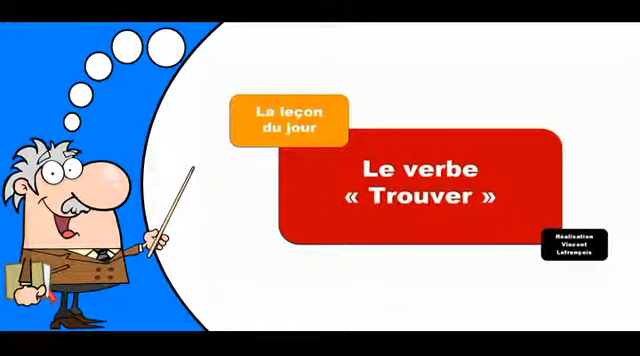 La leçon
du jour
Le verbe
« Trouver »
Réalisation
Vincent
Lefrançois